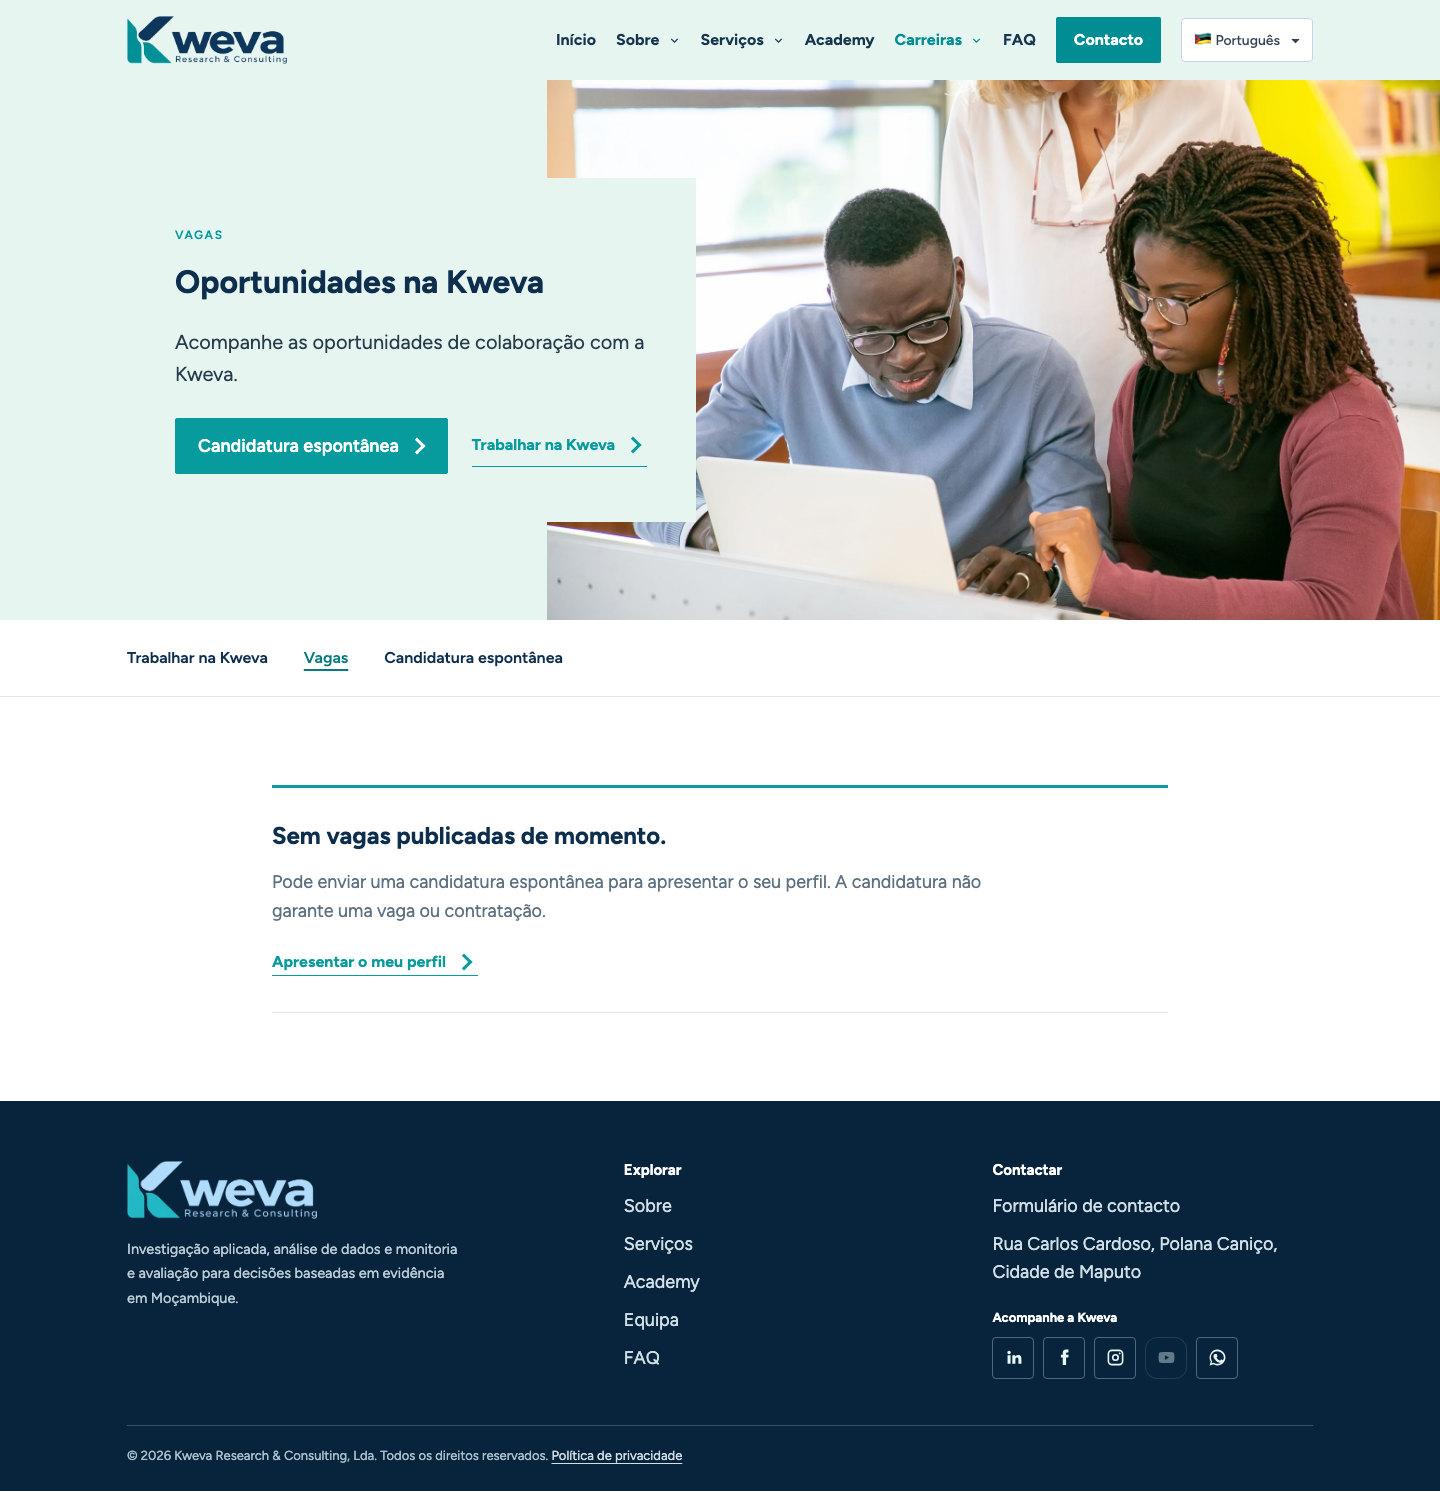 Kweva
Research & Consulting
Início
Sobre
Serviços
Academy
Carreiras
FAQ
Contacto
Português
VAGAS
Oportunidades na Kweva
Acompanhe as oportunidades de colaboração com a
Kweva.
Candidatura espontânea
Trabalhar na Kweva
Trabalhar na Kweva
Vagas
Candidatura espontânea
Sem vagas publicadas de momento.
Pode enviar uma candidatura espontânea para apresentar o seu perfil. A candidatura não
garante uma vaga ou contratação.
Apresentar o meu perfil
Kweva
Research & Consulting
Investigação aplicada, análise de dados e monitoria
e avaliação para decisões baseadas em evidência
em Moçambique.
Explorar
Sobre
Serviços
Academy
Equipa
FAQ
Contactar
Formulário de contacto
Rua Carlos Cardoso, Polana Caniço,
Cidade de Maputo
Acompanhe a Kweva
© 2026 Kweva Research & Consulting, Lda. Todos os direitos reservados. Política de privacidade